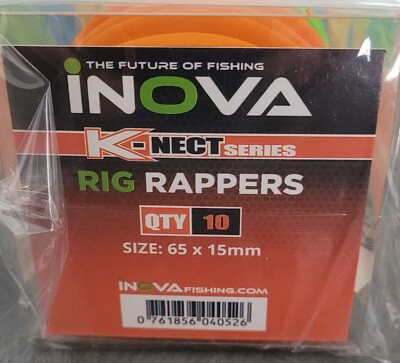 THE FUTURE OF FISHING
iNOVA
K-NECT SERIES
RIG RAPPERS
QTY 10
SIZE: 65 x 15mm
iNOVAFISHING.COM
0 761856 040526